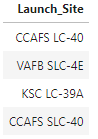 Launch_Site
CCAFS LC-40
VAFB SLC-4E
KSC LC-39A
CCAFS SLC-40